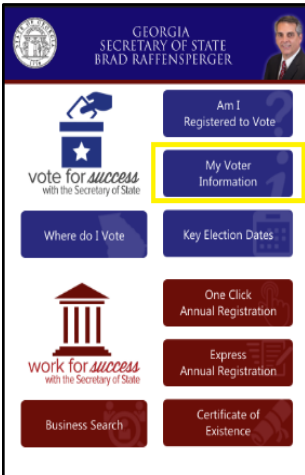 GEORGIA
SECRETARY OF STATE
BRAD RAFFENSPERGER
Am I
Registered to Vote
vote for success
with the Secretary of State
My Voter
Information
Where do I Vote
Key Election Dates
One Click
Annual Registration
work for success
with the Secretary of State
Express
Annual Registration
Business Search
Certificate of
Existence